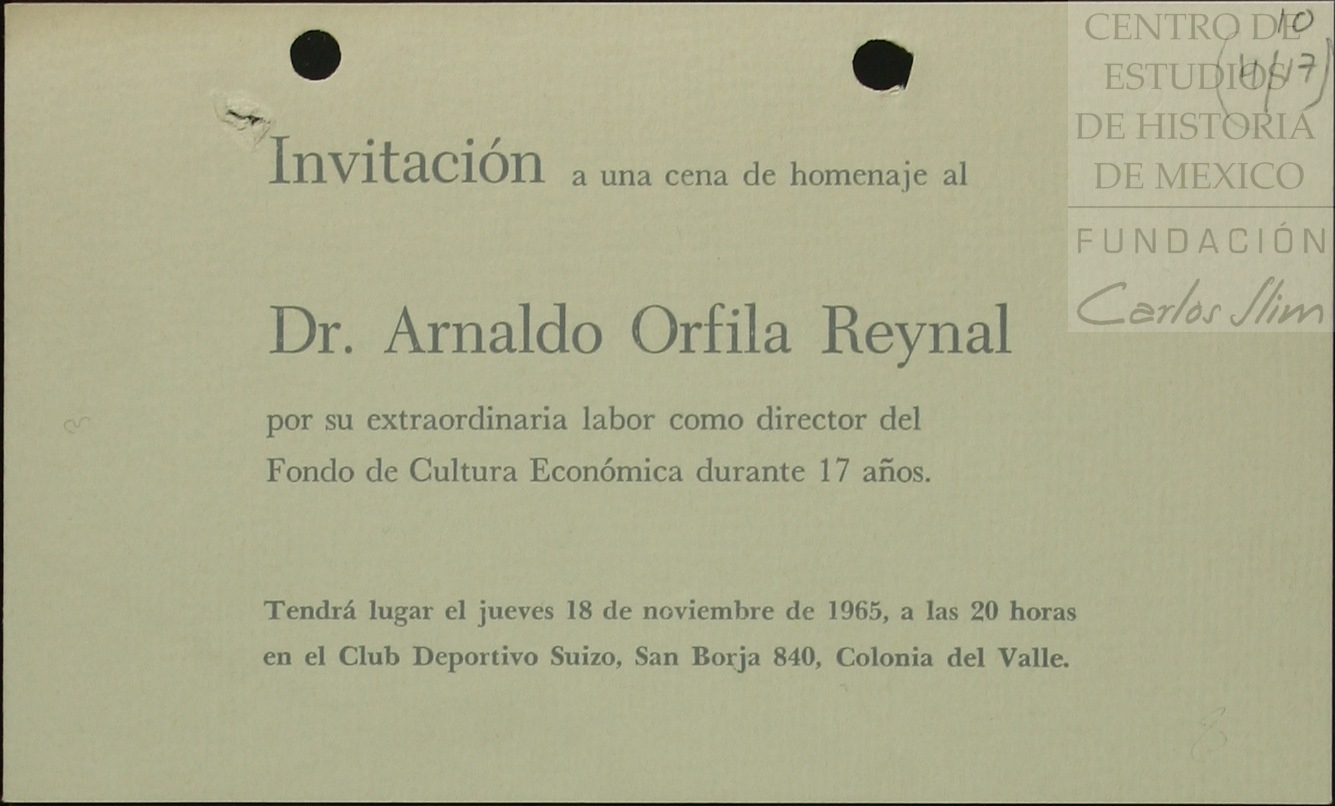 CENTRO DE
ESTUDIOS
DE HISTORIA
DE MEXICO
FUNDACIÓN
Carlos Slim
10
Invitación a una cena de homenaje al
Dr. Arnaldo Orfila Reynal
por su extraordinaria labor como director del
Fondo de Cultura Económica durante 17 años.
Tendrá lugar el jueves 18 de noviembre de 1965, a las 20 horas
en el Club Deportivo Suizo, San Borja 840, Colonia del Valle.